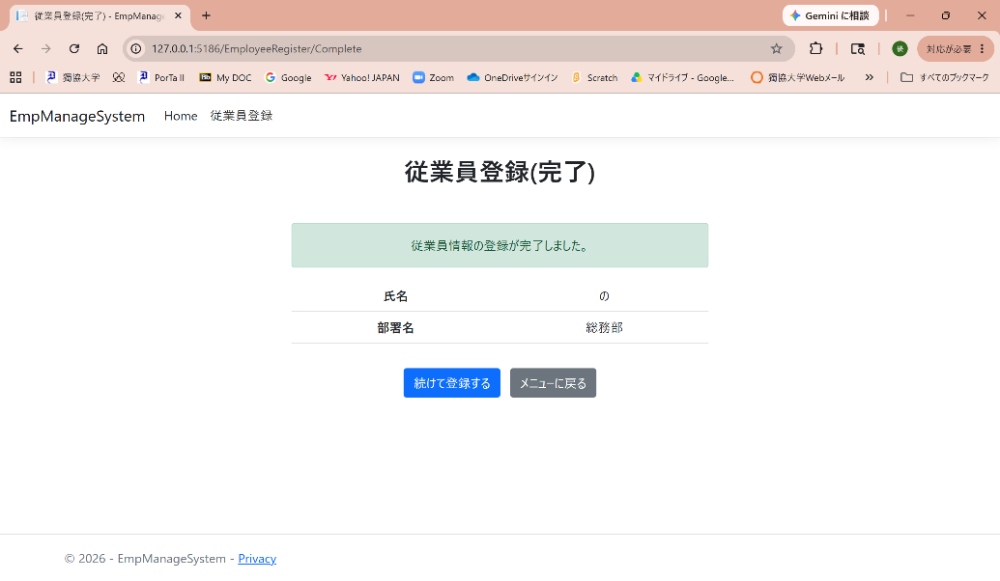 従業員登録(完了) - EmpManage
Gemini に相談
127.0.0.1:5186/EmployeeRegister/Complete
優
対応が必要
獨協大学
PorTa II
My DOC
Google
Yahoo! JAPAN
Zoom
OneDriveサインイン
Scratch
マイドライブ - Google...
獨協大学Webメール
»
すべてのブックマーク
EmpManageSystem Home 従業員登録
従業員登録(完了)
従業員情報の登録が完了しました。
氏名 の
部署名 総務部
続けて登録する メニューに戻る
© 2026 - EmpManageSystem - Privacy